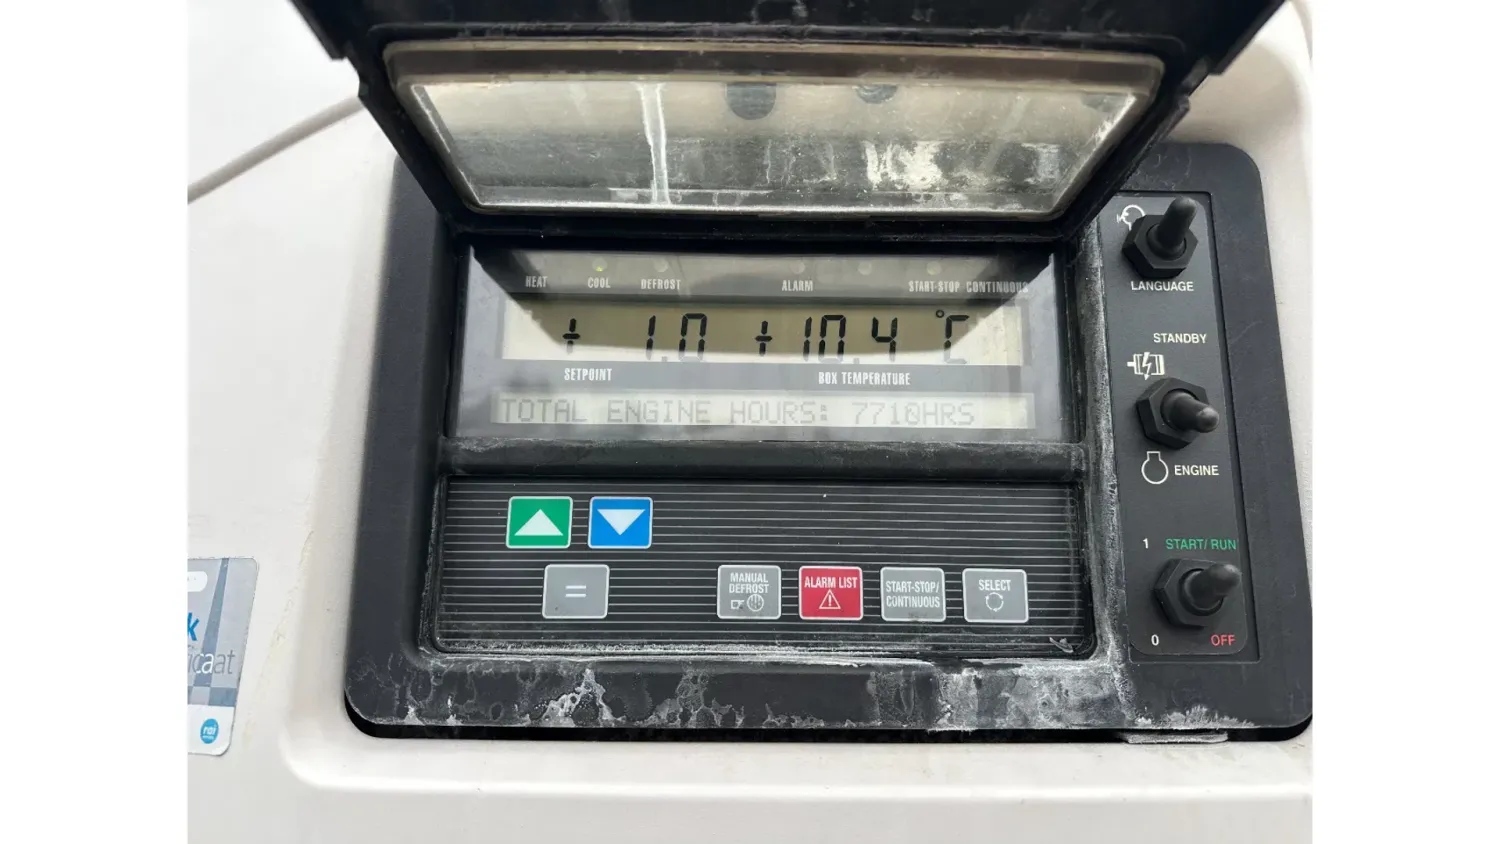 HEAT COOL DEFROST ALARM START-STOP CONTINUOUS
+ 1.0 +10.4 °C
SETPOINT BOX TEMPERATURE
TOTAL ENGINE HOURS: 7710HRS
=
MANUAL DEFROST
ALARM LIST
START-STOP/
CONTINUOUS
SELECT
LANGUAGE
STANDBY
ENGINE
1 START/RUN
0 OFF